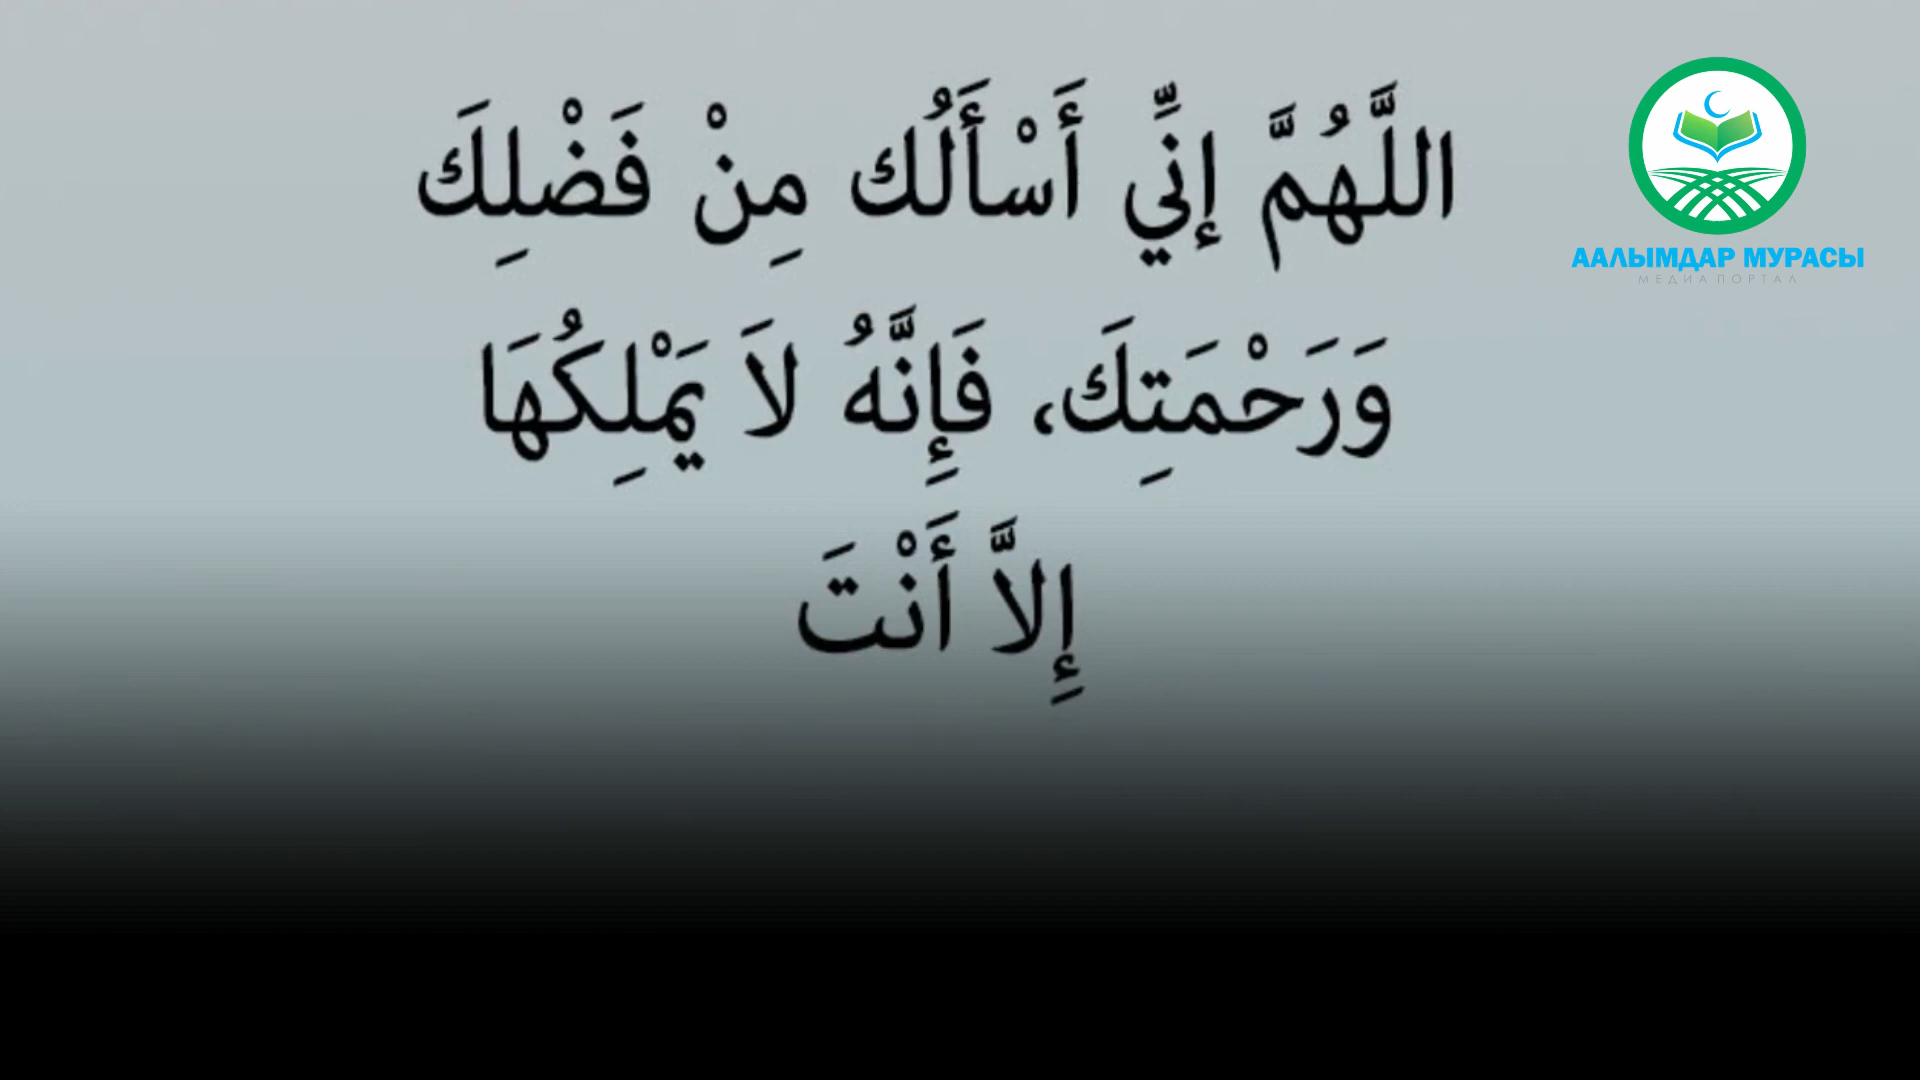 اللَّهُمَّ إنِّي أَسْأَلُك مِنْ فَضْلِكَ
وَرَحْمَتِكَ، فَإِنَّهُ لاَ يَمْلِكُهَا
إِلاَّ أَنْتَ
ААЛЫМДАР МУРАСЫ
МЕДИА ПОРТАЛ